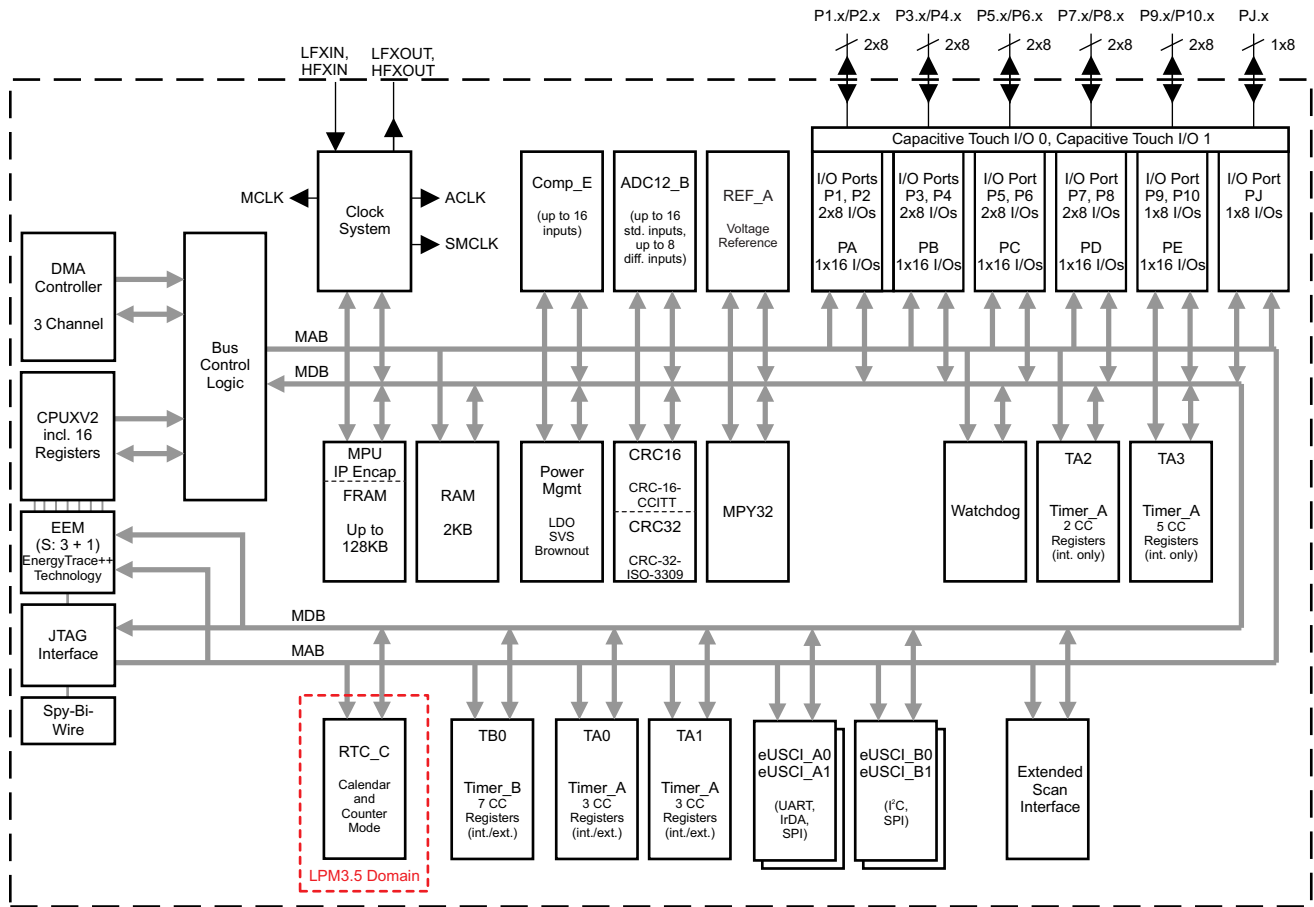 P1.x/P2.x
P3.x/P4.x
P5.x/P6.x
P7.x/P8.x
P9.x/P10.x
PJ.x
2x8
2x8
2x8
2x8
2x8
1x8
LFXIN,
HFXIN
LFXOUT,
HFXOUT
Capacitive Touch I/O 0, Capacitive Touch I/O 1
MCLK
Clock
System
ACLK
SMCLK
Comp_E
(up to 16
inputs)
ADC12_B
(up to 16
std. inputs,
up to 8
diff. inputs)
REF_A
Voltage
Reference
I/O Ports
P1, P2
2x8 I/Os
PA
1x16 I/Os
I/O Ports
P3, P4
2x8 I/Os
PB
1x16 I/Os
I/O Port
P5, P6
2x8 I/Os
PC
1x16 I/Os
I/O Port
P7, P8
2x8 I/Os
PD
1x16 I/Os
I/O Port
P9, P10
1x8 I/Os
PE
1x16 I/Os
I/O Port
PJ
1x8 I/Os
DMA
Controller
3 Channel
Bus
Control
Logic
MAB
MDB
CPUXV2
incl. 16
Registers
MPU
IP Encap
FRAM
Up to
128KB
RAM
2KB
Power
Mgmt
LDO
SVS
Brownout
CRC16
CRC-16-
CCITT
CRC32
CRC-32-
ISO-3309
MPY32
Watchdog
TA2
Timer_A
2 CC
Registers
(int. only)
TA3
Timer_A
5 CC
Registers
(int. only)
EEM
(S: 3 + 1)
EnergyTrace++
Technology
MDB
MAB
JTAG
Interface
Spy-Bi-
Wire
RTC_C
Calendar
and
Counter
Mode
LPM3.5 Domain
TB0
Timer_B
7 CC
Registers
(int./ext.)
TA0
Timer_A
3 CC
Registers
(int./ext.)
TA1
Timer_A
3 CC
Registers
(int./ext.)
eUSCI_A0
eUSCI_A1
(UART,
IrDA,
SPI)
eUSCI_B0
eUSCI_B1
(I²C,
SPI)
Extended
Scan
Interface